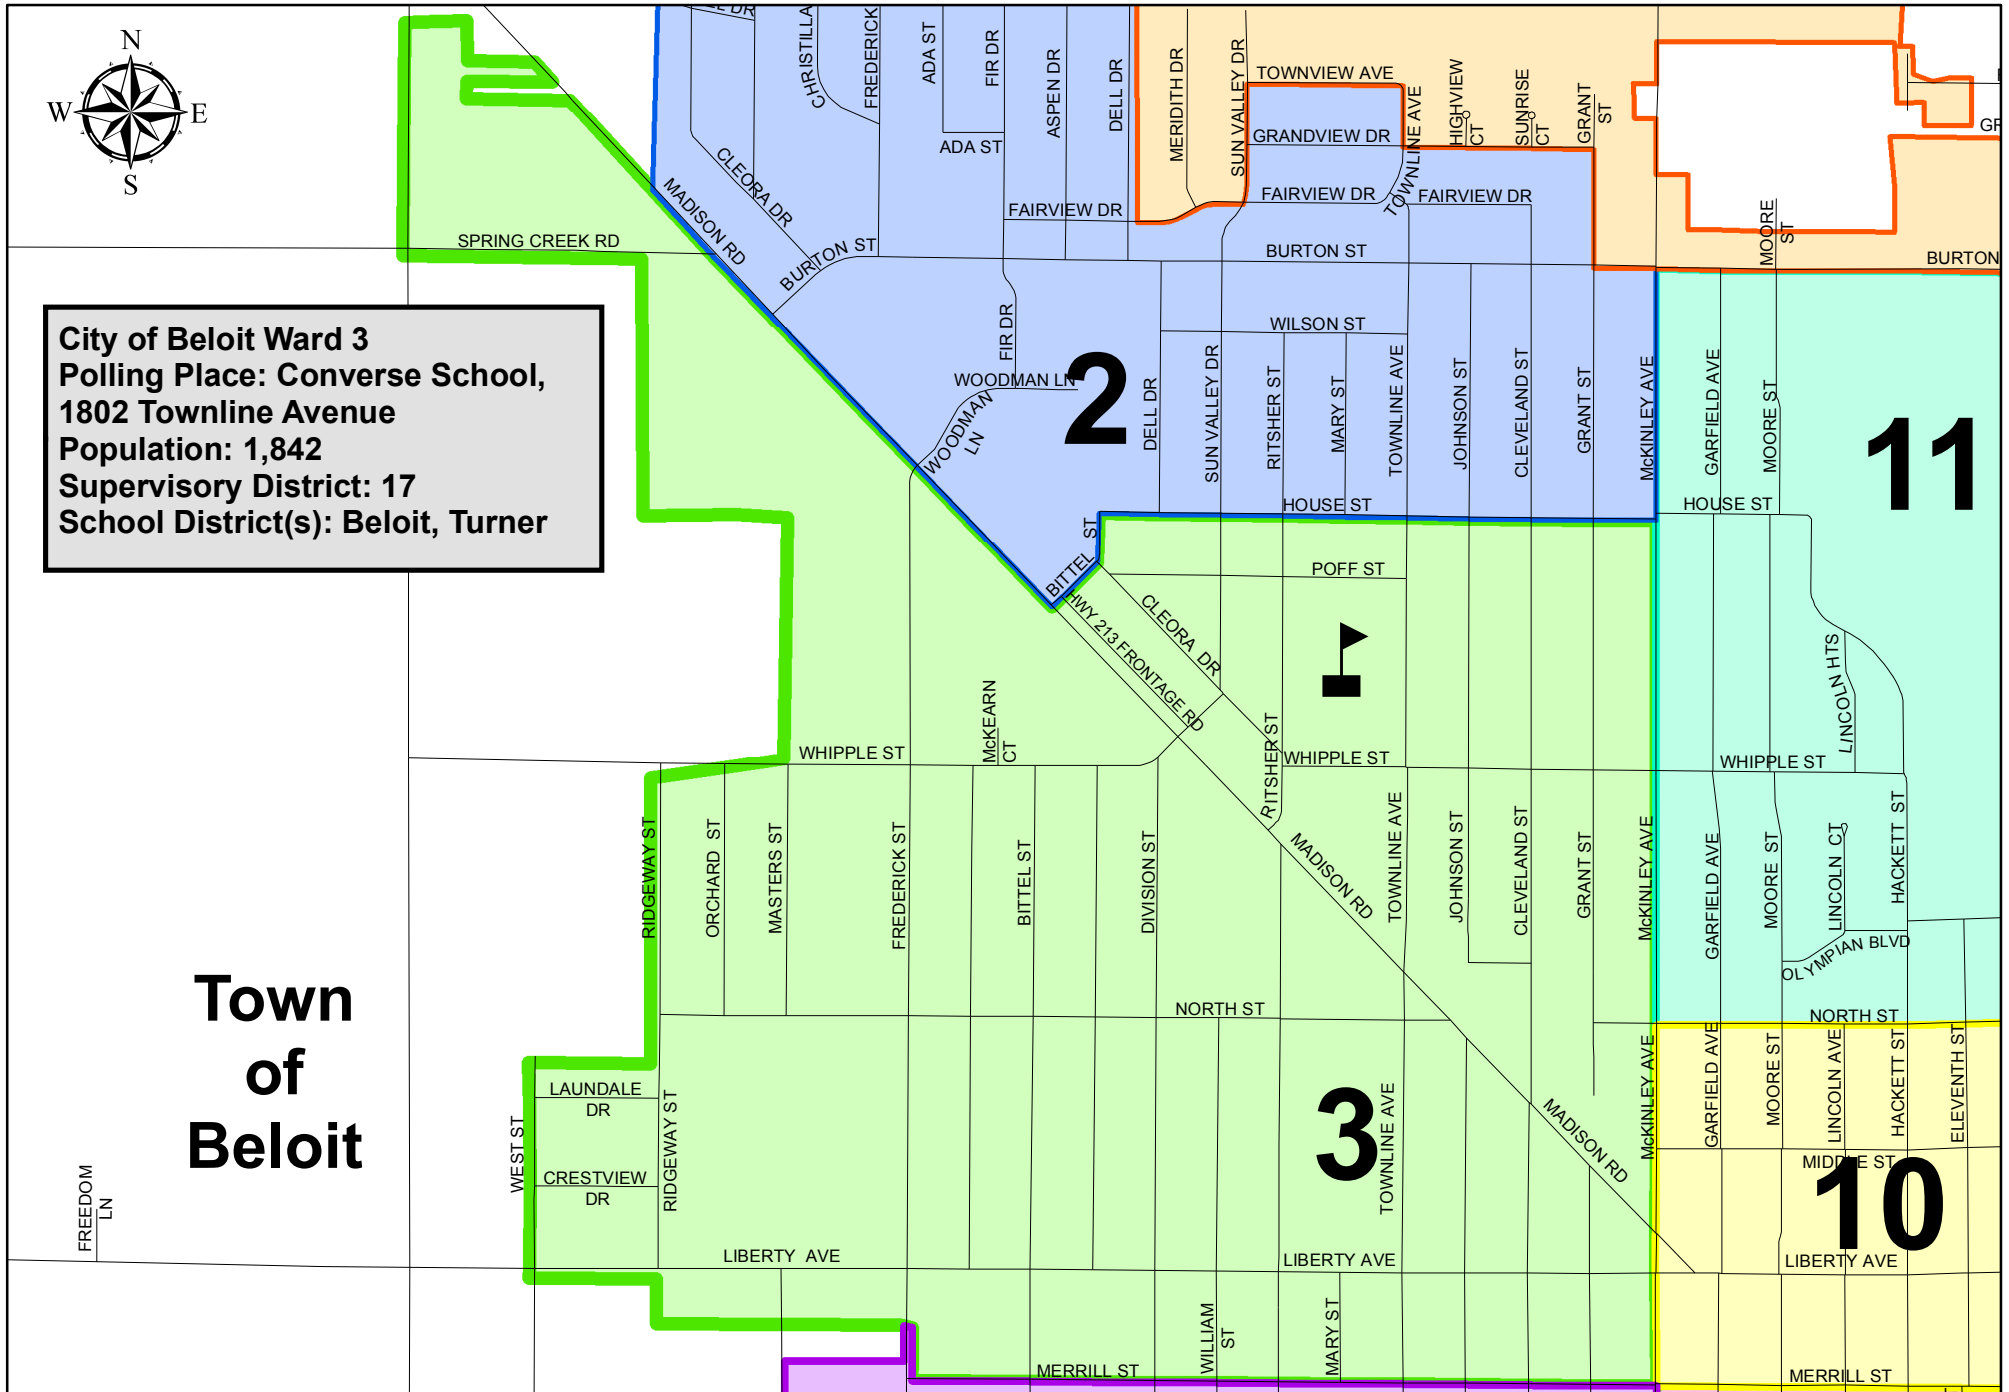 N
W
E
S
City of Beloit Ward 3
Polling Place: Converse School,
1802 Townline Avenue
Population: 1,842
Supervisory District: 17
School District(s): Beloit, Turner
Town
of
Beloit
2
11
3
10
CHRISTILLA
FREDERICK
ADA ST
FIR DR
ASPEN DR
DELL DR
MERIDITH DR
SUN VALLEY DR
TOWNVIEW AVE
TOWNLINE AVE
HIGHVIEW
CT
SUNRISE
CT
GRANT
ST
GRANDVIEW DR
ADA ST
CLEORA DR
MADISON RD
FAIRVIEW DR
FAIRVIEW DR
TOWNLINE
FAIRVIEW DR
MOORE
ST
SPRING CREEK RD
BURTON ST
BURTON ST
BURTON
FIR DR
WILSON ST
WOODMAN LN
WOODMAN
LN
DELL DR
SUN VALLEY DR
RITSHER ST
MARY ST
TOWNLINE AVE
JOHNSON ST
CLEVELAND ST
GRANT ST
McKINLEY AVE
GARFIELD AVE
MOORE ST
HOUSE ST
HOUSE ST
BITTEL
ST
POFF ST
HWY 213 FRONTAGE RD
CLEORA DR
LINCOLN HTS
McKEARN
CT
RITSHER ST
WHIPPLE ST
WHIPPLE ST
WHIPPLE ST
RIDGEWAY ST
ORCHARD ST
MASTERS ST
FREDERICK ST
BITTEL ST
DIVISION ST
MADISON RD
TOWNLINE AVE
JOHNSON ST
CLEVELAND ST
GRANT ST
McKINLEY AVE
GARFIELD AVE
MOORE ST
LINCOLN CT
HACKETT ST
OLYMPIAN BLVD
NORTH ST
NORTH ST
LAUNDALE
DR
CRESTVIEW
DR
WEST ST
RIDGEWAY ST
FREEDOM
LN
TOWNLINE AVE
MADISON RD
McKINLEY AVE
GARFIELD AVE
MOORE ST
LINCOLN AVE
HACKETT ST
ELEVENTH ST
MIDDLE ST
LIBERTY AVE
LIBERTY AVE
LIBERTY AVE
WILLIAM
ST
MARY ST
MERRILL ST
MERRILL ST